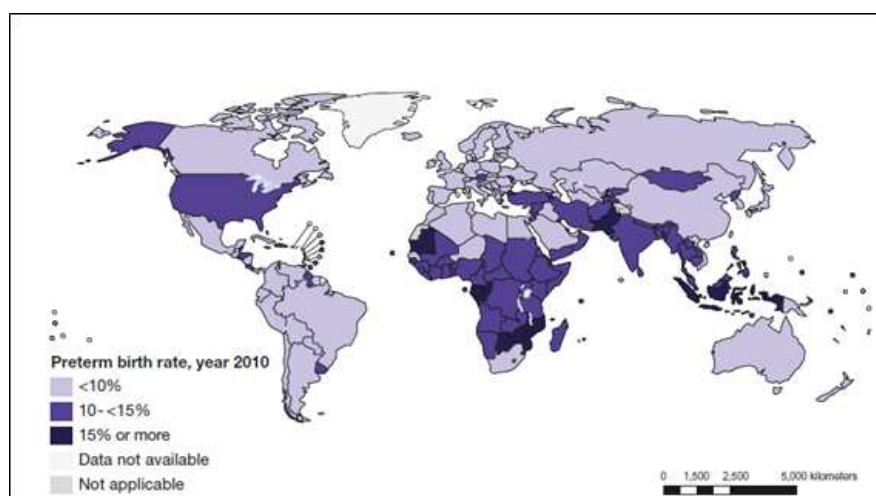 Preterm birth rate, year 2010
<10%
10-<15%
15% or more
Data not available
Not applicable
0 1,500 2,500 5,000 kilometers